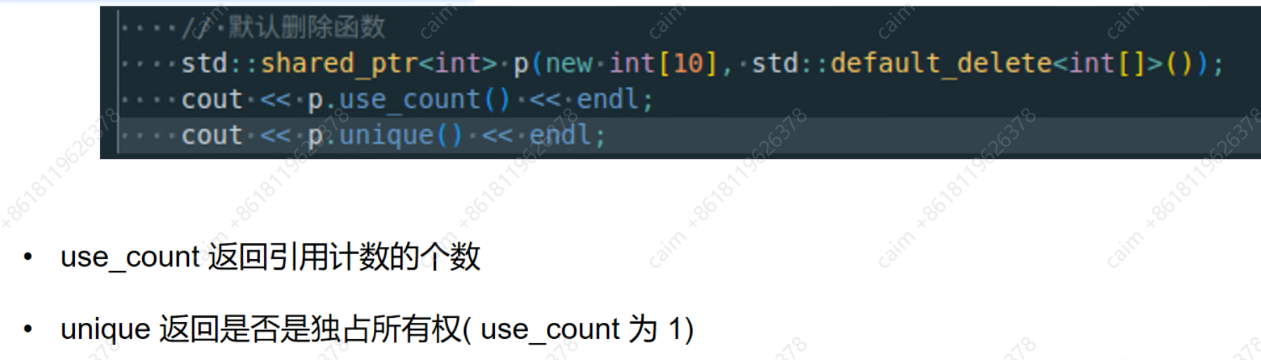 // 默认删除函数
std::shared_ptr<int> p(new int[10], std::default_delete<int[]>());
cout << p.use_count() << endl;
cout << p.unique() << endl;
• use_count 返回引用计数的个数
• unique 返回是否是独占所有权( use_count 为 1)
caim +8618119626378